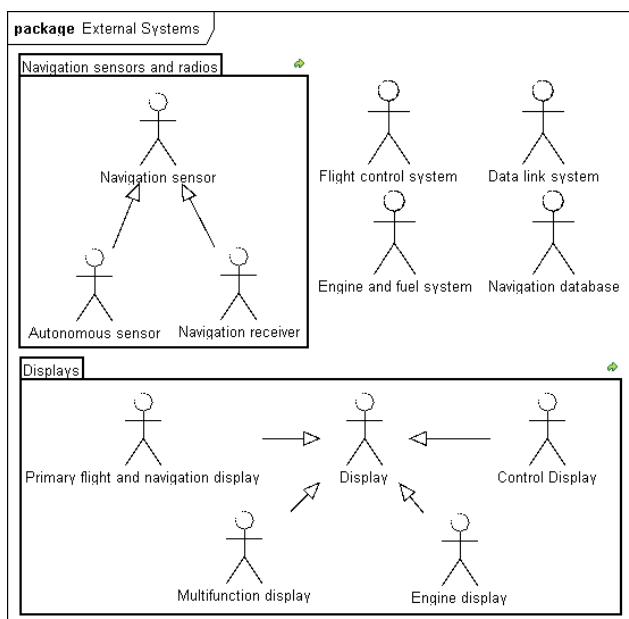 package External Systems
Navigation sensors and radios
Navigation sensor
Autonomous sensor
Navigation receiver
Flight control system
Data link system
Engine and fuel system
Navigation database
Displays
Primary flight and navigation display
Display
Control Display
Multifunction display
Engine display